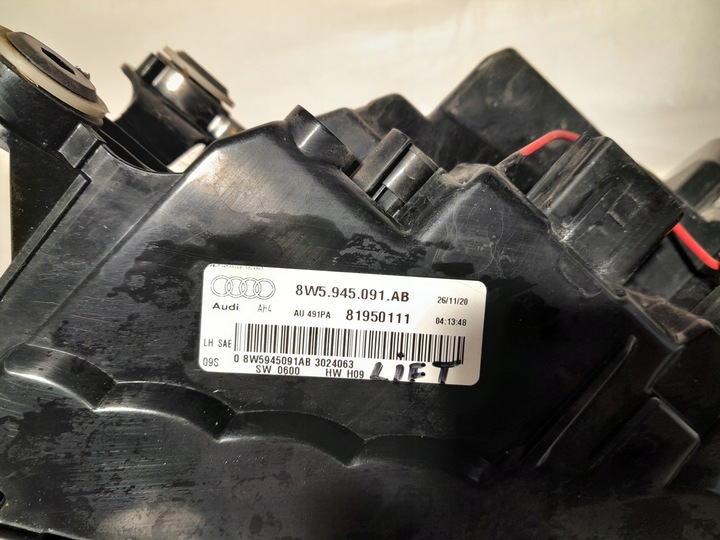 8W5.945.091.AB 26/11/20
Audi AH4 AU 491PA 81950111 04:13:48
LH SAE
09S 0 8W5945091AB 3024063
SW 0600 HW H09 LIFT